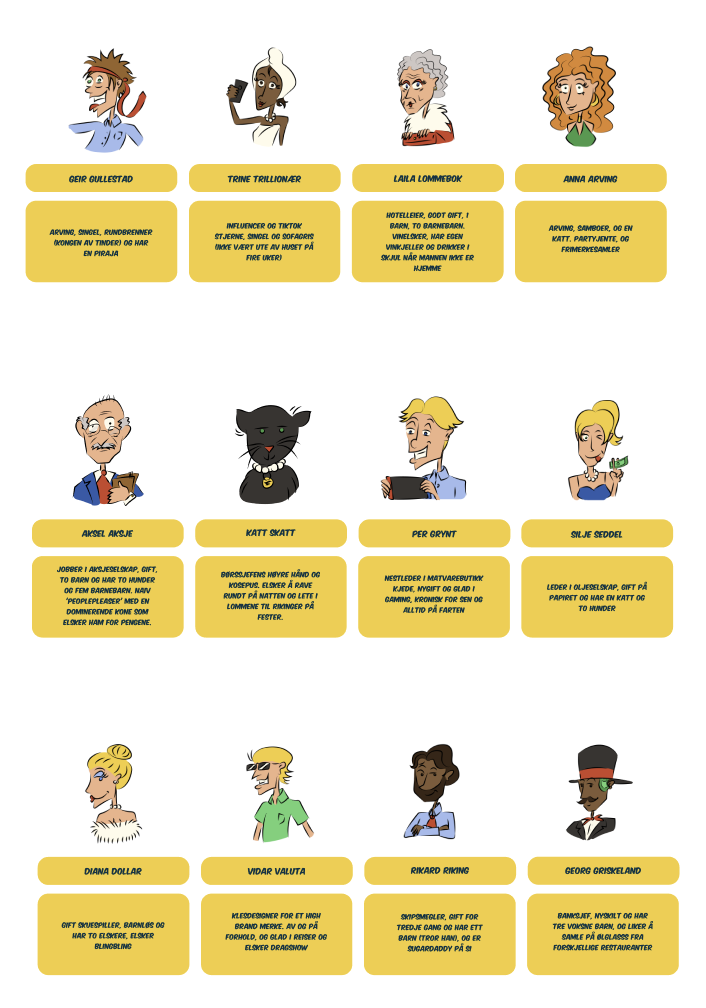 GEIR GULLESTAD
ARVING, SINGEL, RUNDBRENNER
(KONGEN AV TINDER) OG HAR
EN PIRAJA
TRINE TRILLIONÆR
INFLUENCER OG TIKTOK
STJERNE, SINGEL OG SOFAGRIS
(IKKE VÆRT UTE AV HUSET PÅ
FIRE UKER)
LAILA LOMMEBOK
HOTELLEIER, GODT GIFT, 1
BARN, TO BARNEBARN.
VINELSKER, HAR EGEN
VINKJELLER OG DRIKKER I
SKJUL NÅR MANNEN IKKE ER
HJEMME
ANNA ARVING
ARVING, SAMBOER, OG EN
KATT. PARTYJENTE, OG
FRIMERKESAMLER
AKSEL AKSJE
JOBBER I AKSJESELSKAP, GIFT,
TO BARN OG HAR TO HUNDER
OG FEM BARNEBARN. NAIV
'PEOPLEPLEASER' MED EN
DOMINERENDE KONE SOM
ELSKER HAM FOR PENGENE.
KATT SKATT
BØRSSJEFENS HØYRE HÅND OG
KOSEPUS. ELSKER Å RAVE
RUNDT PÅ NATTEN OG LETE I
LOMMENE TIL RIKINGER PÅ
FESTER.
PER GRYNT
NESTLEDER I MATVAREBUTIKK
KJEDE, NYGIFT OG GLAD I
GAMING, KRONISK FOR SEN OG
ALLTID PÅ FARTEN
SILJE SEDDEL
LEDER I OLJESELSKAP, GIFT PÅ
PAPIRET OG HAR EN KATT OG
TO HUNDER
DIANA DOLLAR
GIFT SKUESPILLER, BARNLØS OG
HAR TO ELSKERE, ELSKER
BLINGBLING
VIDAR VALUTA
KLESDESIGNER FOR ET HIGH
BRAND MERKE. AV OG PÅ
FORHOLD, OG GLAD I REISER OG
ELSKER DRAGSHOW
RIKARD RIKING
SKIPSMEGLER, GIFT FOR
TREDJE GANG OG HAR ETT
BARN (TROR HAN), OG ER
SUGARDADDY PÅ SI
GEORG GRISKELAND
BANKSJEF, NYSKILT OG HAR
TRE VOKSNE BARN, OG LIKER Å
SAMLE PÅ ØLGLASSS FRA
FORSKJELLIGE RESTAURANTER